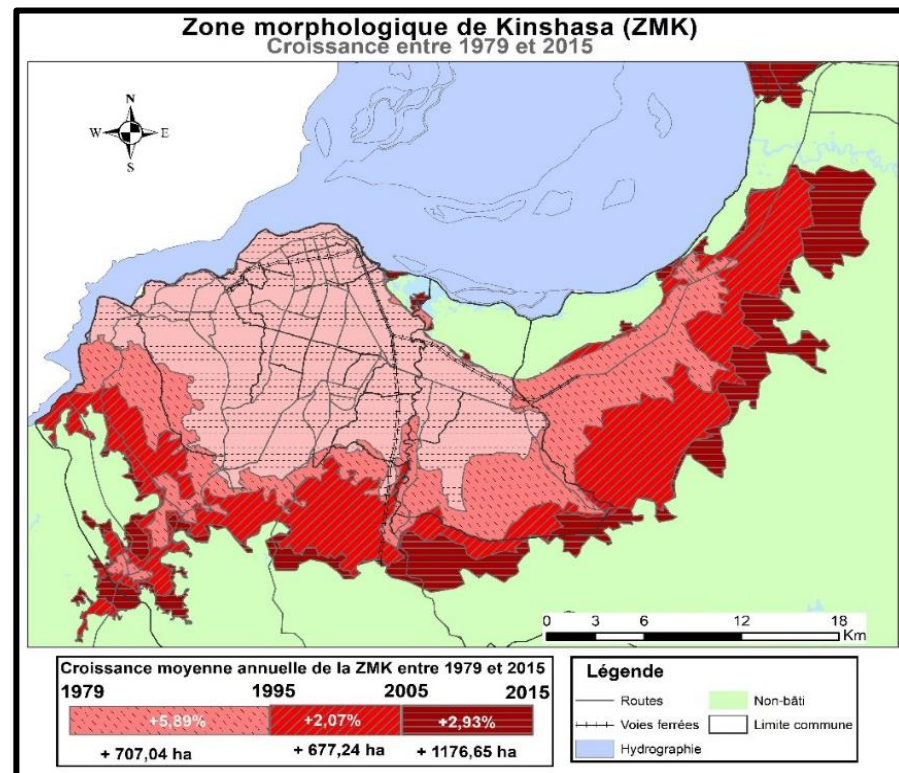 Zone morphologique de Kinshasa (ZMK)
Croissance entre 1979 et 2015
N
W E
S
0 3 6 12 18
Km
Croissance moyenne annuelle de la ZMK entre 1979 et 2015
1979 1995 2005 2015
+5,89% +2,07% +2,93%
+ 707,04 ha + 677,24 ha + 1176,65 ha
Légende
Routes Non-bâti
Voies ferrées Limite commune
Hydrographie